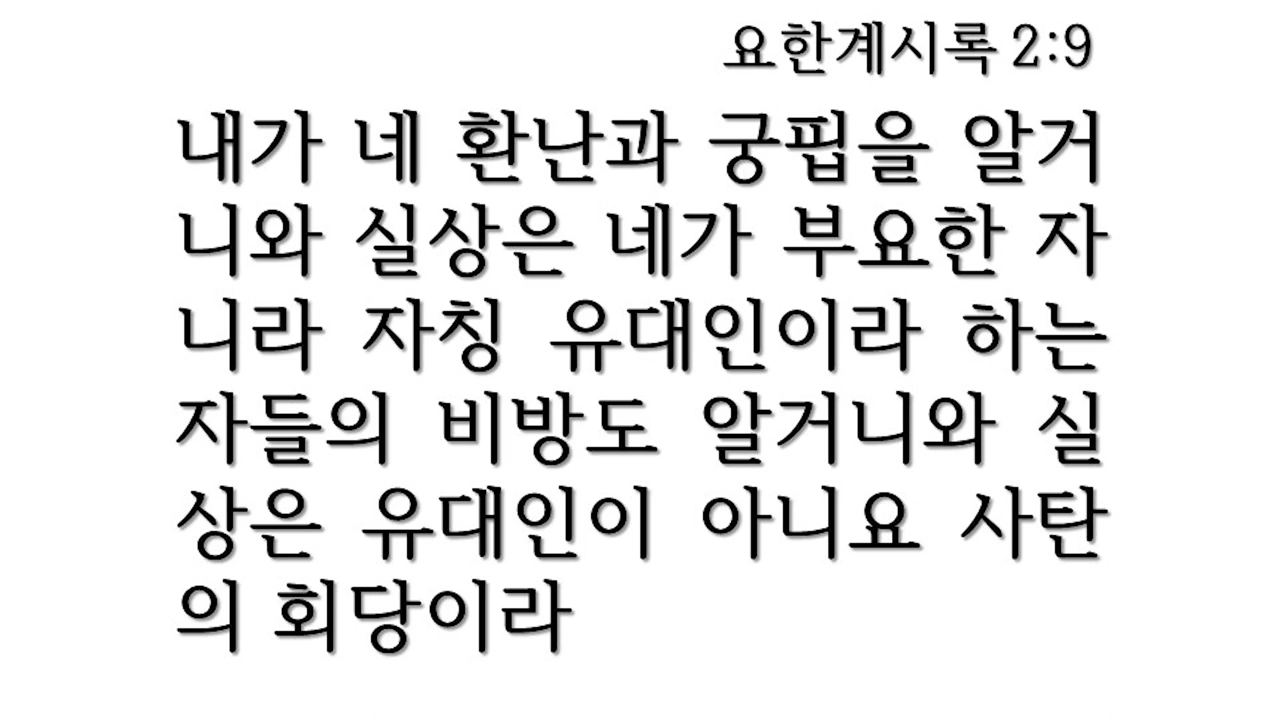 요한계시록 2:9
내가 네 환난과 궁핍을 알거
니와 실상은 네가 부요한 자
니라 자칭 유대인이라 하는
자들의 비방도 알거니와 실
상은 유대인이 아니요 사탄
의 회당이라